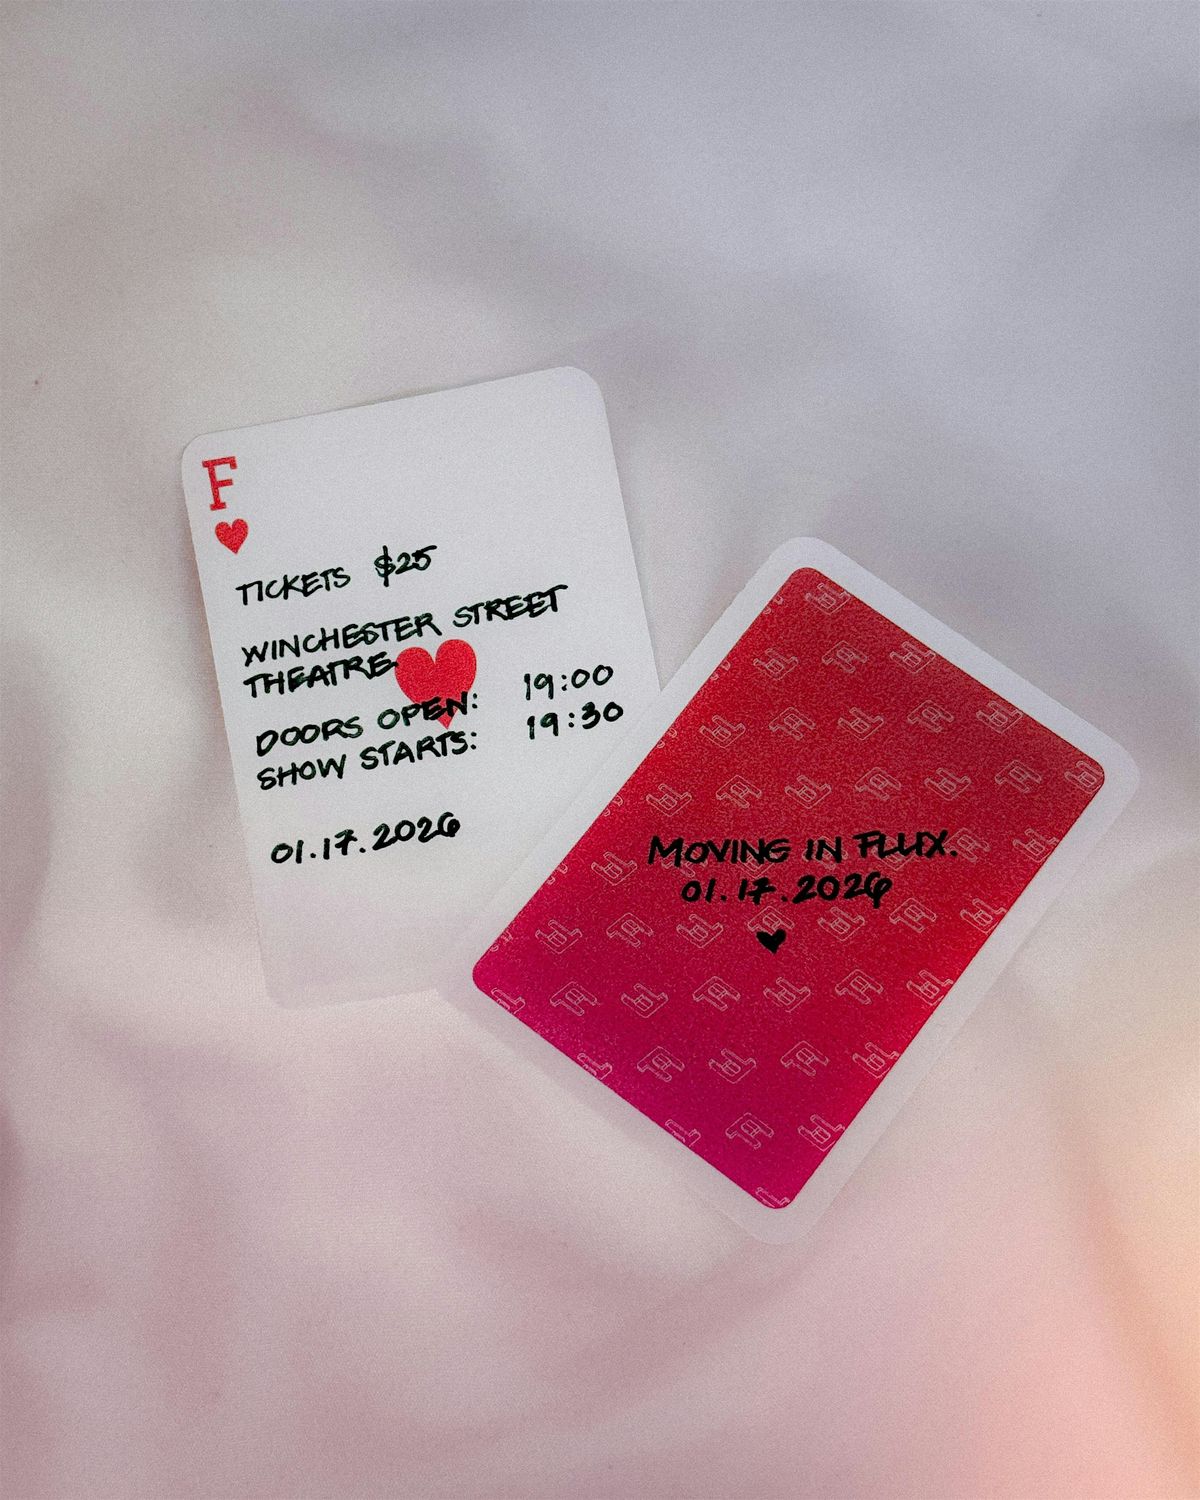 F
TICKETS $25
WINCHESTER STREET
THEATRE
DOORS OPEN: 19:00
SHOW STARTS: 19:30
01.17.2026
MOVING IN FLUX.
01.17.2026